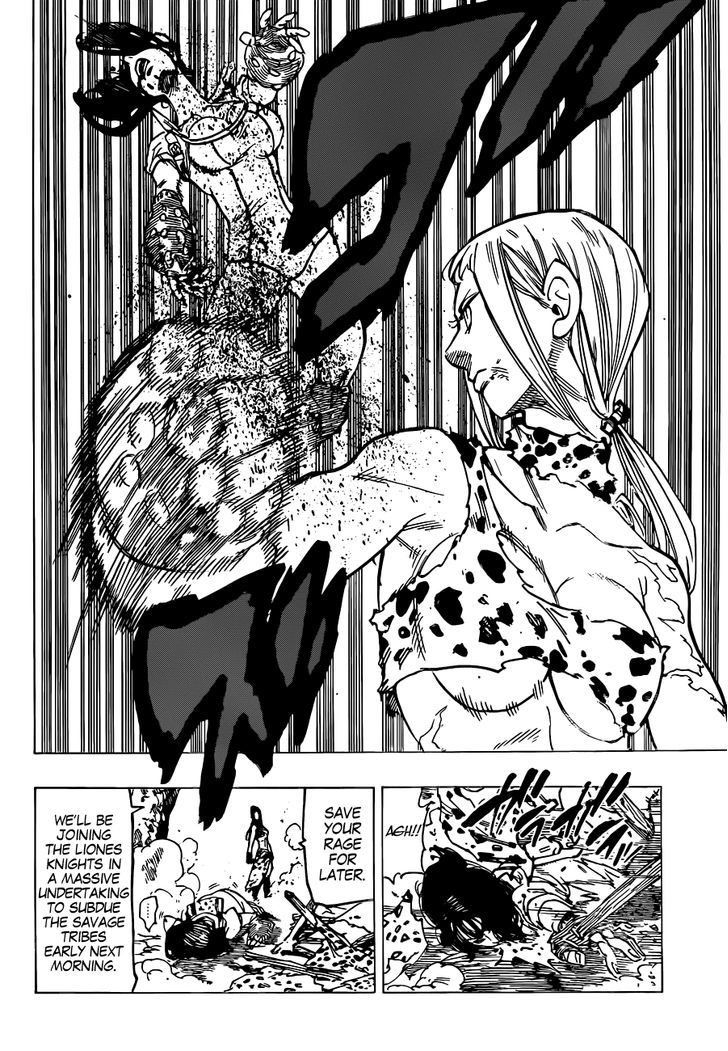 AGH!!
SAVE
YOUR
RAGE
FOR
LATER.
WE'LL BE
JOINING
THE LIONES
KNIGHTS IN
A MASSIVE
UNDERTAKING
TO SUBDUE
THE SAVAGE
TRIBES
EARLY NEXT
MORNING.